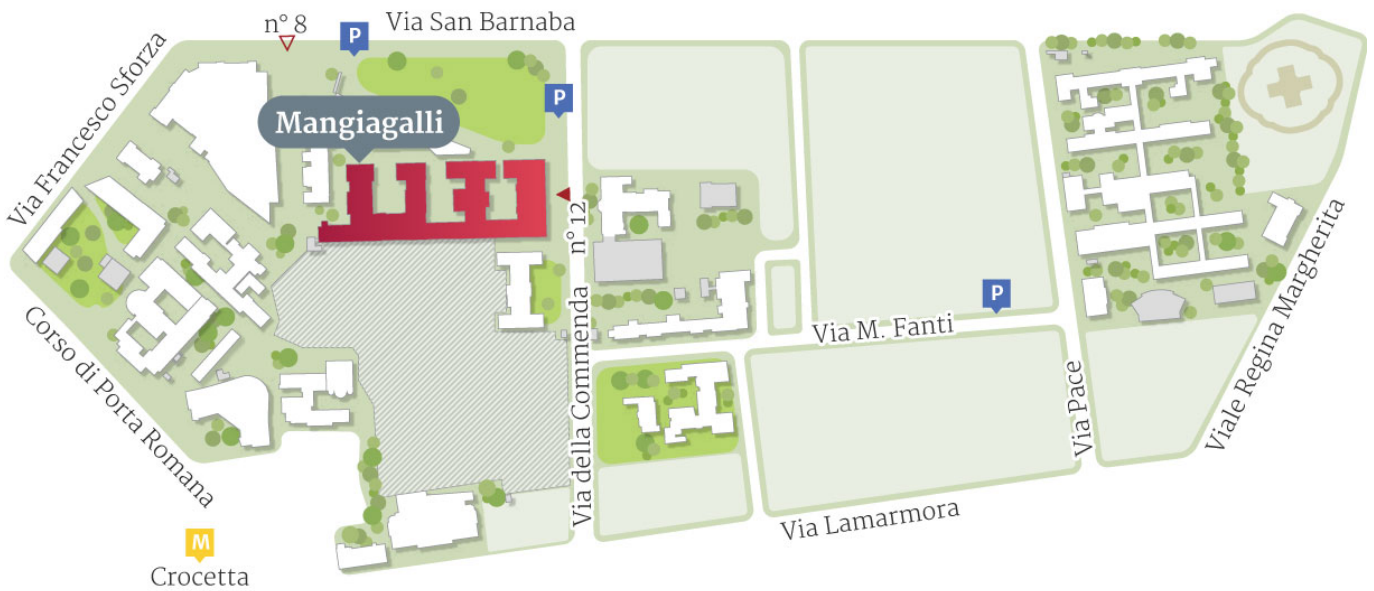 n° 8
Via San Barnaba
P
Via Francesco Sforza
P
Mangiagalli
n° 12
Via della Commenda
Corso di Porta Romana
P
Via M. Fanti
Via Pace
Viale Regina Margherita
Via Lamarmora
M
Crocetta